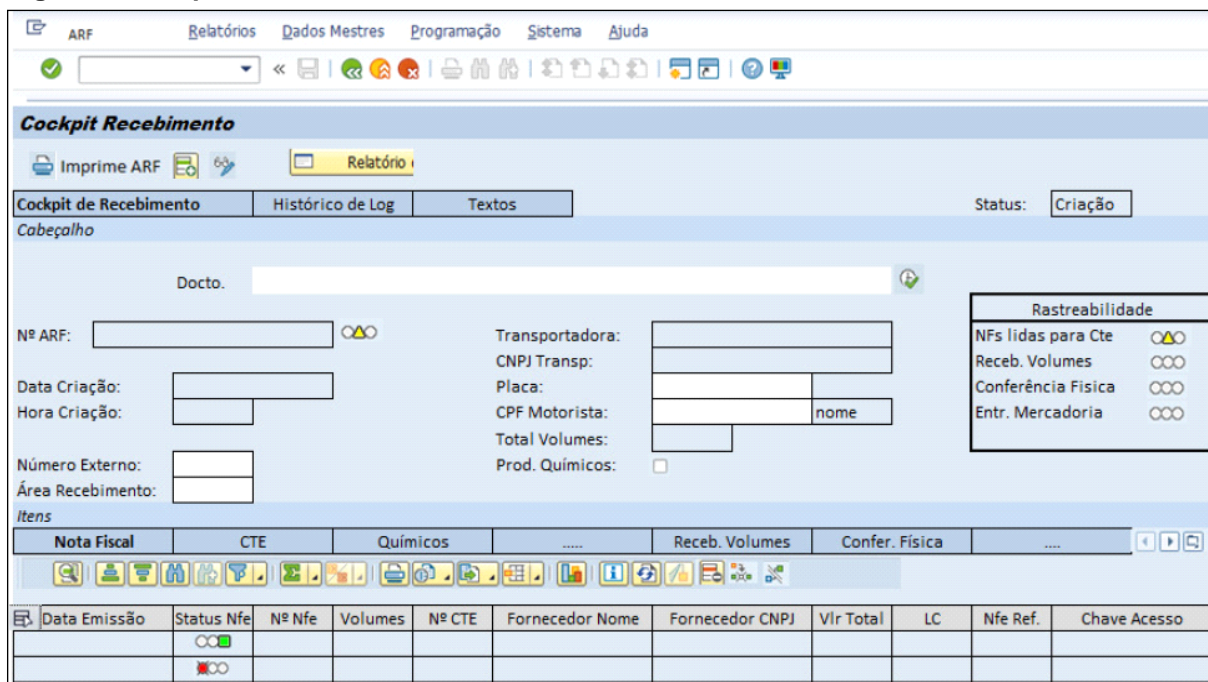 ARF Relatórios Dados Mestres Programação Sistema Ajuda
Cockpit Recebimento
Imprime ARF Relatório
Cockpit de Recebimento Histórico de Log Textos Status: Criação
Cabeçalho
Docto.
Rastreabilidade
Nº ARF: Transportadora: NFs lidas para Cte
CNPJ Transp: Receb. Volumes
Data Criação: Placa: Conferência Fisica
Hora Criação: CPF Motorista: nome Entr. Mercadoria
Total Volumes:
Número Externo: Prod. Químicos:
Área Recebimento:
Itens
Nota Fiscal CTE Químicos ..... Receb. Volumes Confer. Física ....
Data Emissão Status Nfe Nº Nfe Volumes Nº CTE Fornecedor Nome Fornecedor CNPJ Vlr Total LC Nfe Ref. Chave Acesso